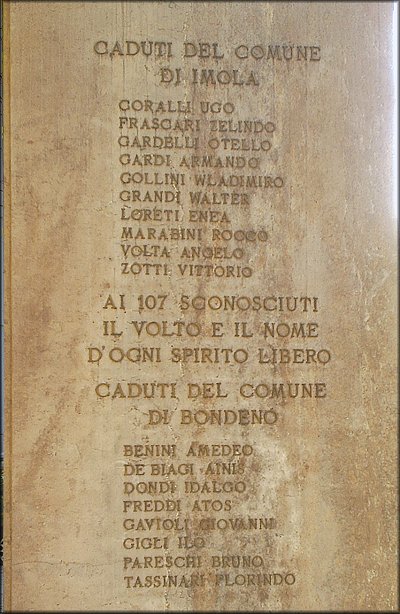 CADUTI DEL COMUNE
DI IMOLA
CORALLI UGO
FRASCARI ZELINDO
GARDELLI OTELLO
GARDI ARMANDO
GOLLINI WLADIMIRO
GRANDI WALTER
LORETI ENEA
MARABINI ROCCO
VOLTA ANGELO
ZOTTI VITTORIO
AI 107 SCONOSCIUTI
IL VOLTO E IL NOME
D'OGNI SPIRITO LIBERO
CADUTI DEL COMUNE
DI BONDENO
BENINI AMEDEO
DE BIAGI AINIS
DONDI IDALGO
FREDDI ATOS
GAVIOLI GIOVANNI
GIGLI ILO
PARESCHI BRUNO
TASSINARI FLORINDO